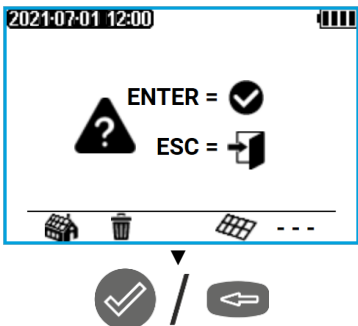 2021-07-01 12:00
ENTER =
ESC =
?
- - -